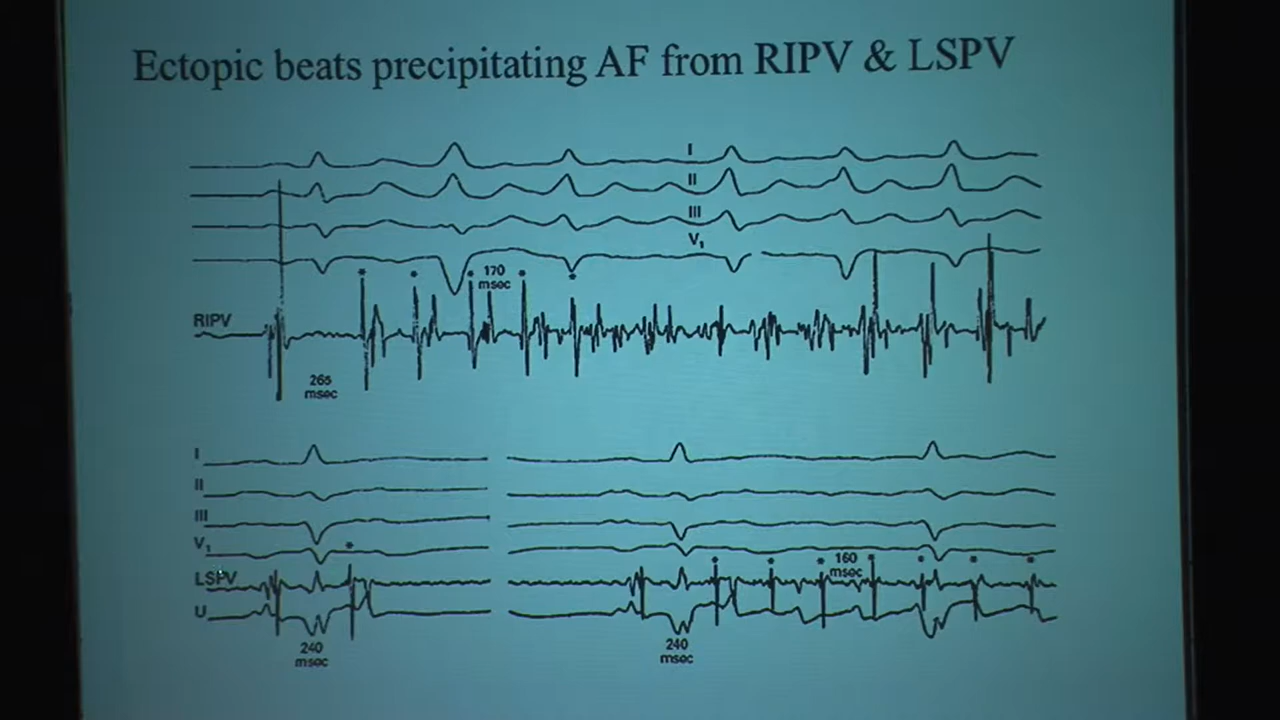 Ectopic beats precipitating AF from RIPV & LSPV
I
II
III
V₁
* * * 170 msec * *
RIPV
265
msec
I
II
III
V₁ *
LSPV
* * * 160 msec * * * *
U
240
msec
240
msec